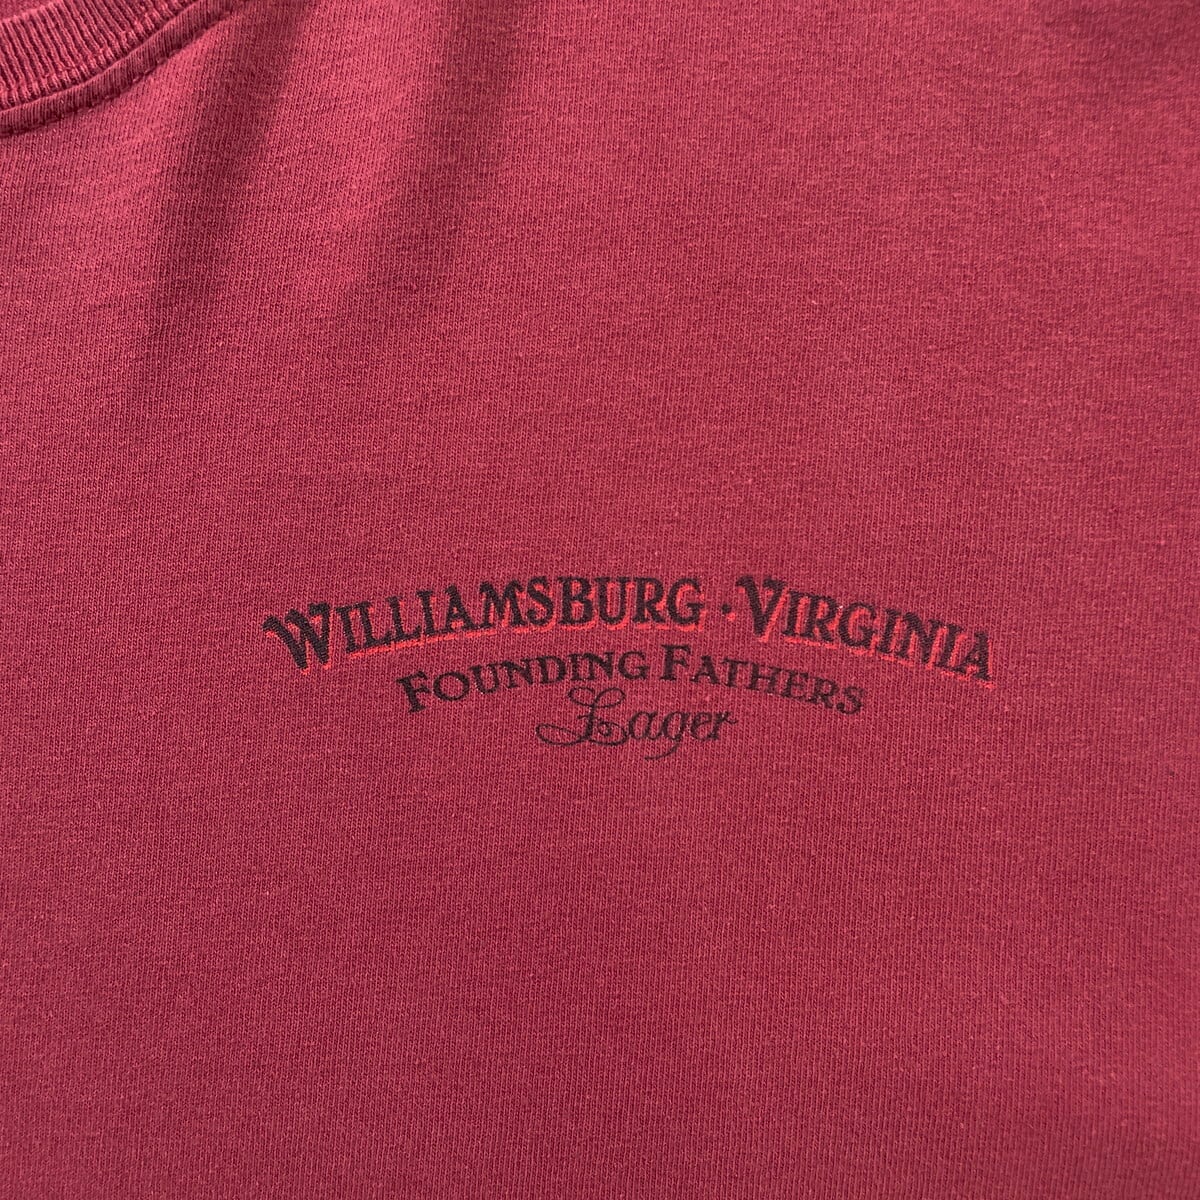 WILLIAMSBURG · VIRGINIA
FOUNDING FATHERS
Lager